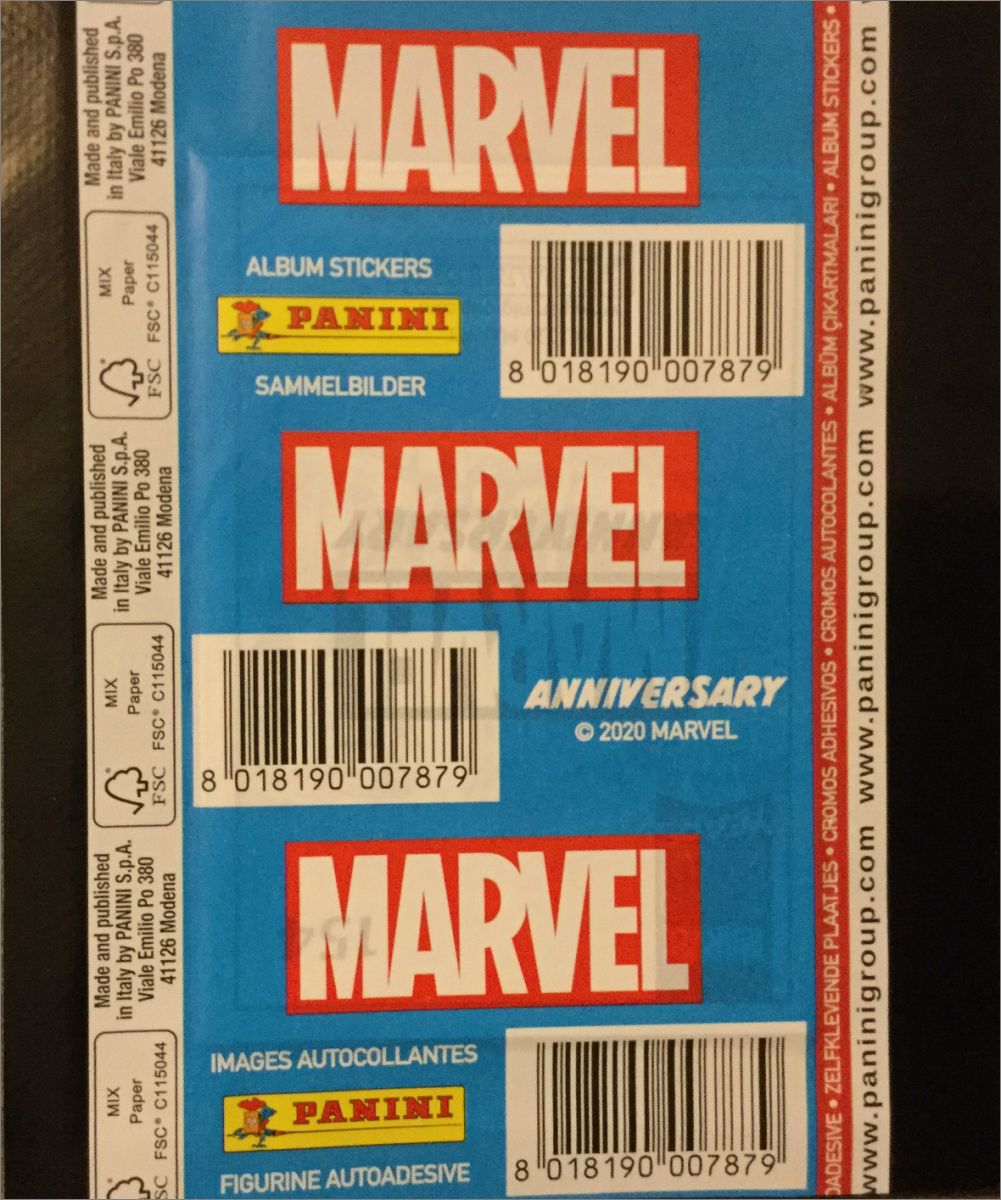 Made and published
in Italy by PANINI S.p.A.
Viale Emilio Po 380
41126 Modena
MIX
Paper
FSC® C115044
FSC
Made and published
in Italy by PANINI S.p.A.
Viale Emilio Po 380
41126 Modena
MIX
Paper
FSC® C115044
FSC
Made and published
in Italy by PANINI S.p.A.
Viale Emilio Po 380
41126 Modena
MIX
Paper
FSC® C115044
SC
MARVEL
ALBUM STICKERS
PANINI
SAMMELBILDER
8 018190 007879
MARVEL
8 018190 007879
ANNIVERSARY
© 2020 MARVEL
MARVEL
IMAGES AUTOCOLLANTES
PANINI
FIGURINE AUTOADESIVE
8 018190 007879
OADESIVE • ZELFKLEVENDE PLAATJES • CROMOS ADHESIVOS • CROMOS AUTOCOLANTES • ALBÜM ÇIKARTMALARI • ALBUM STICKERS •
www.paninigroup.com www.paninigroup.com www.paninigroup.com